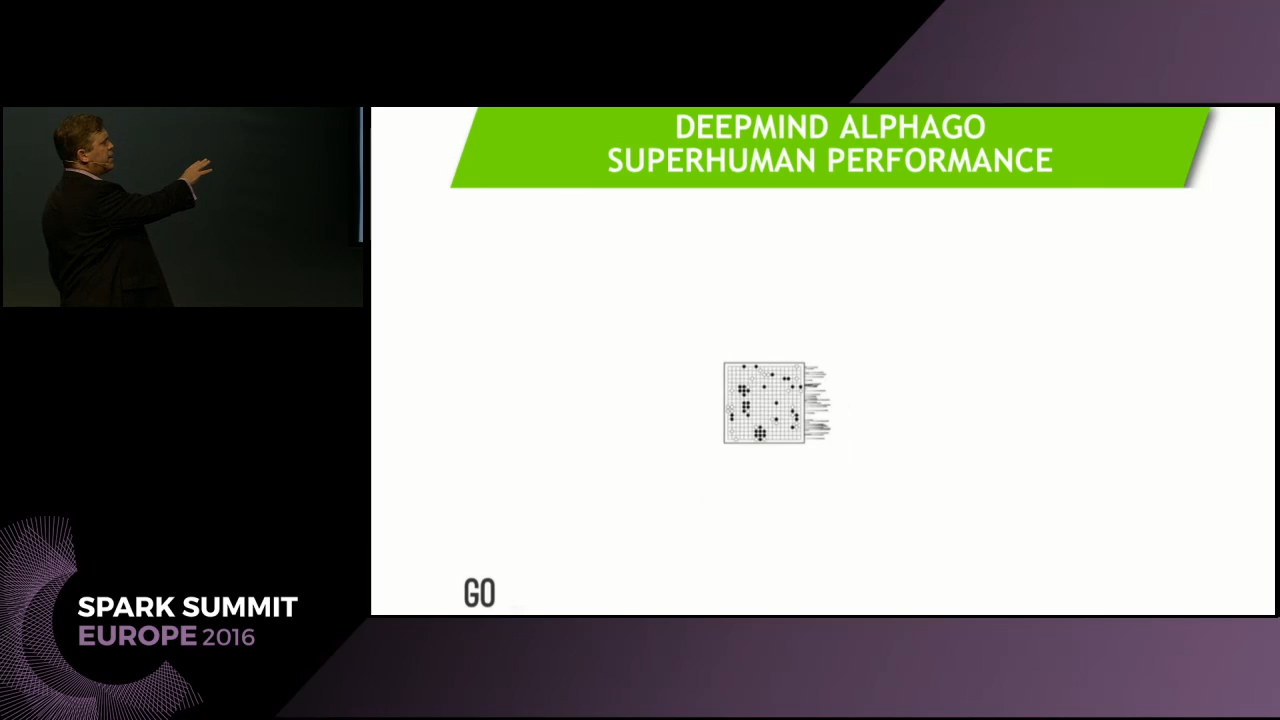 DEEPMIND ALPHAGO
SUPERHUMAN PERFORMANCE
GO
SPARK SUMMIT
EUROPE 2016